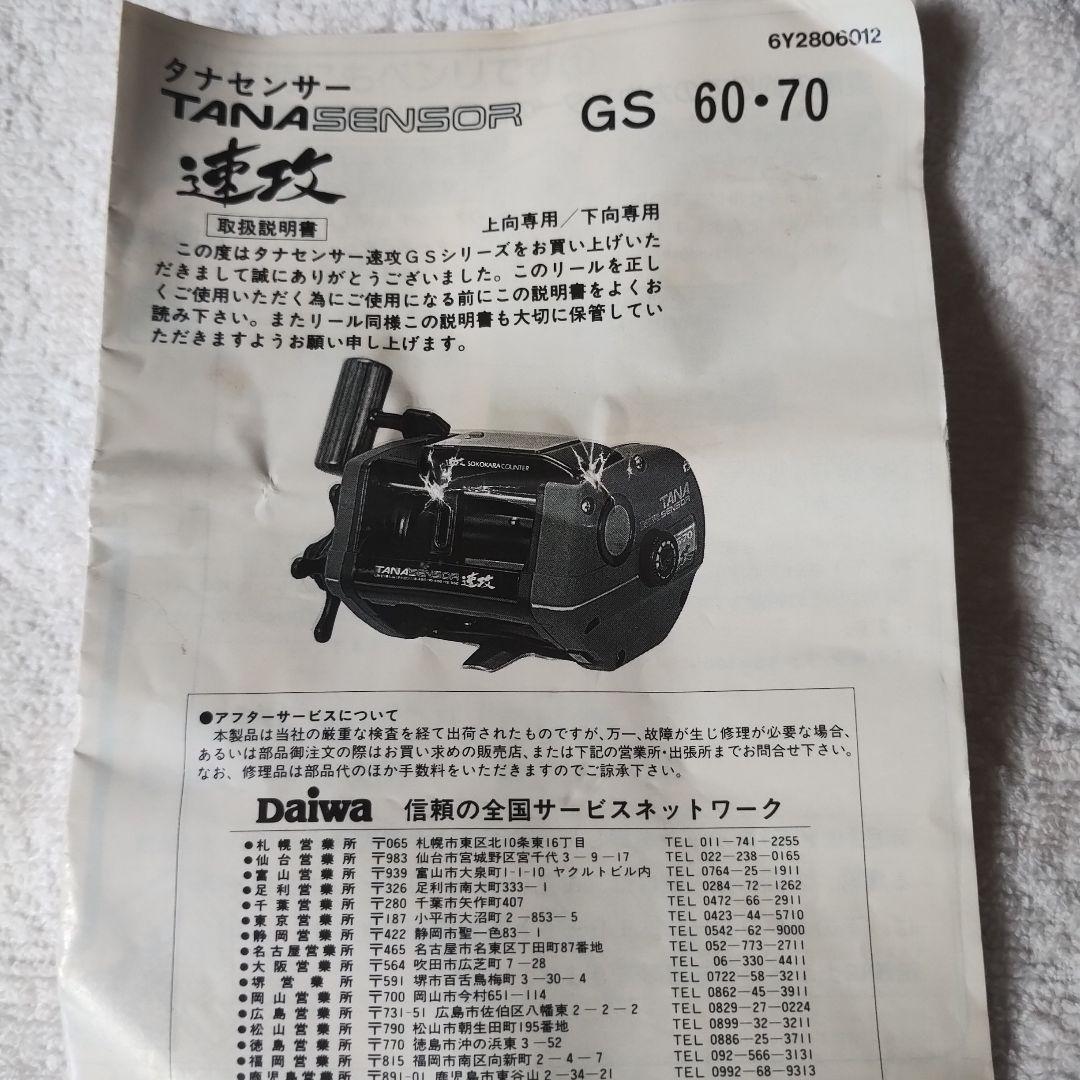 6Y2806012
タナセンサー
TANASENSOR GS 60・70
速攻
取扱説明書
上向専用/下向専用
この度はタナセンサー速攻GSシリーズをお買い上げいた
だきまして誠にありがとうございました。このリールを正し
くご使用いただく為にご使用になる前にこの説明書をよくお
読み下さい。またリール同様この説明書も大切に保管してい
ただきますようお願い申し上げます。
SOKOKARA COUNTER
TANA
SENSOR
TANASENSOR 速攻
●アフターサービスについて
本製品は当社の厳重な検査を経て出荷されたものですが、万一、故障が生じ修理が必要な場合、
あるいは部品御注文の際はお買い求めの販売店、または下記の営業所・出張所までお問合せ下さい。
なお、修理品は部品代のほか手数料をいただきますのでご諒承下さい。
Daiwa 信頼の全国サービスネットワーク
●札幌営業所 〒065 札幌市東区北10条東16丁目 TEL 011-741-2255
●仙台営業所 〒983 仙台市宮城野区宮千代3-9-17 TEL 022-238-0165
●富山営業所 〒939 富山市大泉町1-1-10 ヤクルトビル内 TEL 0764-25-1911
●足利営業所 〒326 足利市南大町333-1 TEL 0284-72-1262
●千葉営業所 〒280 千葉市矢作町407 TEL 0472-66-2911
●東京営業所 〒187 小平市大沼町2-853-5 TEL 0423-44-5710
●静岡営業所 〒422 静岡市聖一色83-1 TEL 0542-62-9000
●名古屋営業所 〒465 名古屋市名東区丁田町87番地 TEL 052-773-2711
●大阪営業所 〒564 吹田市広芝町7-28 TEL 06-330-4411
●堺営業所 〒591 堺市百舌鳥梅町3-30-4 TEL 0722-58-3211
●岡山営業所 〒700 岡山市今村651-114 TEL 0862-45-3911
●広島営業所 〒731-51 広島市佐伯区八幡東2-2-2 TEL 0829-27-0224
●松山営業所 〒790 松山市朝生田町195番地 TEL 0899-32-3211
●徳島営業所 〒770 徳島市沖の浜東3-52 TEL 0886-25-3711
●福岡営業所 〒815 福岡市南区向新町2-4-7 TEL 092-566-3131
●鹿児島営業所 〒891-01 鹿児島市東谷山2-34-21 TEL 0992-68-9313